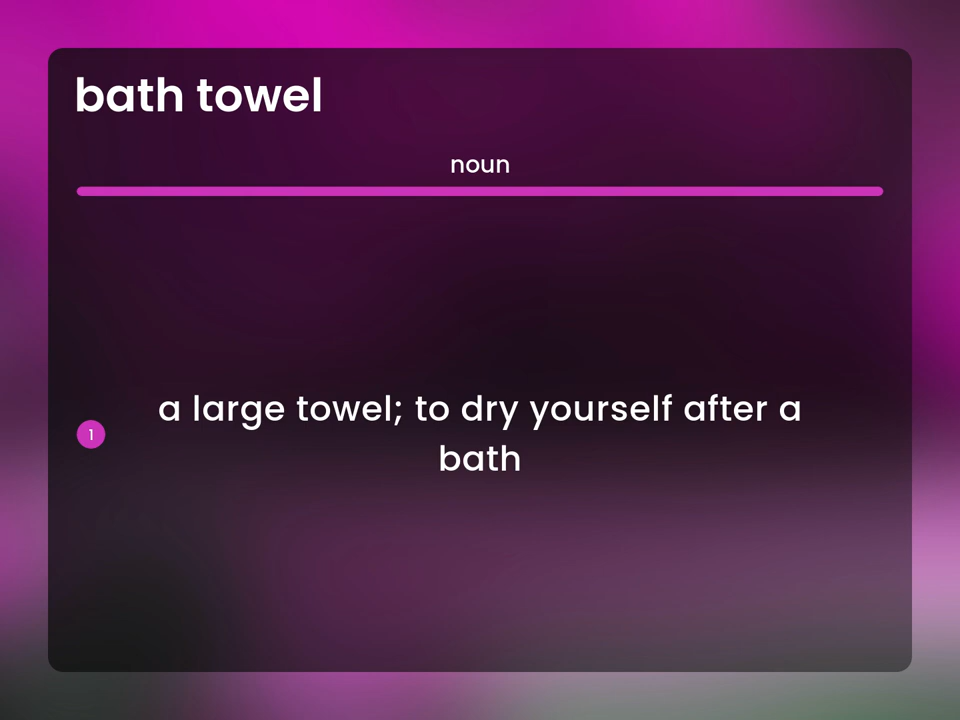 bath towel
noun
1
a large towel; to dry yourself after a
bath